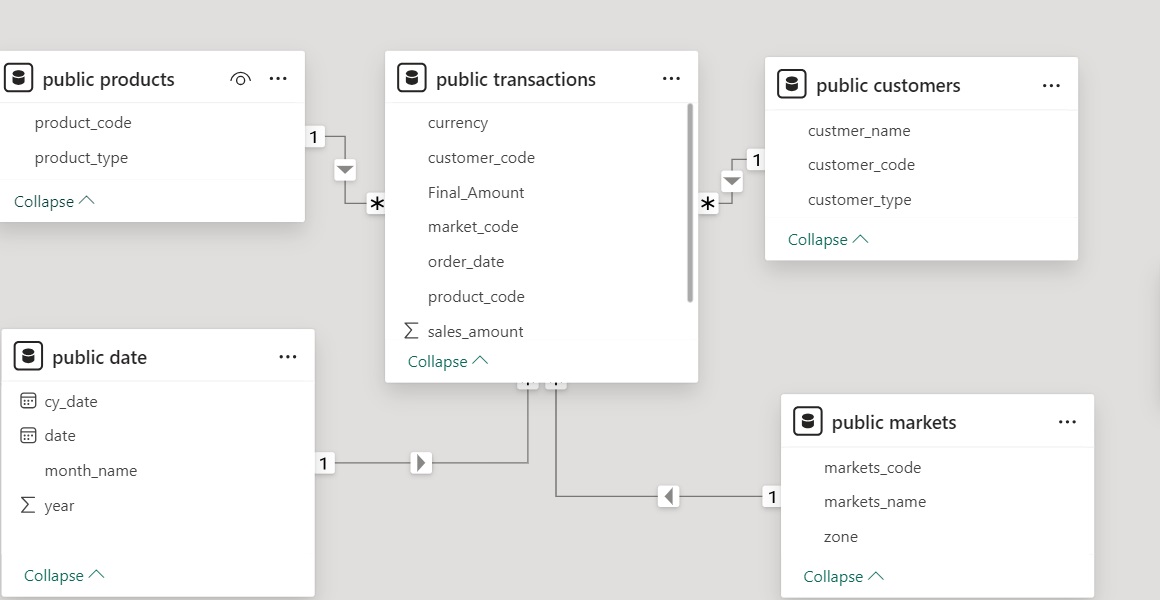 public products
product_code
product_type
Collapse
1
*
public transactions
currency
customer_code
Final_Amount
market_code
order_date
product_code
sales_amount
Collapse
*
1
public customers
custmer_name
customer_code
customer_type
Collapse
public date
cy_date
date
month_name
year
Collapse
1
1
public markets
markets_code
markets_name
zone
Collapse